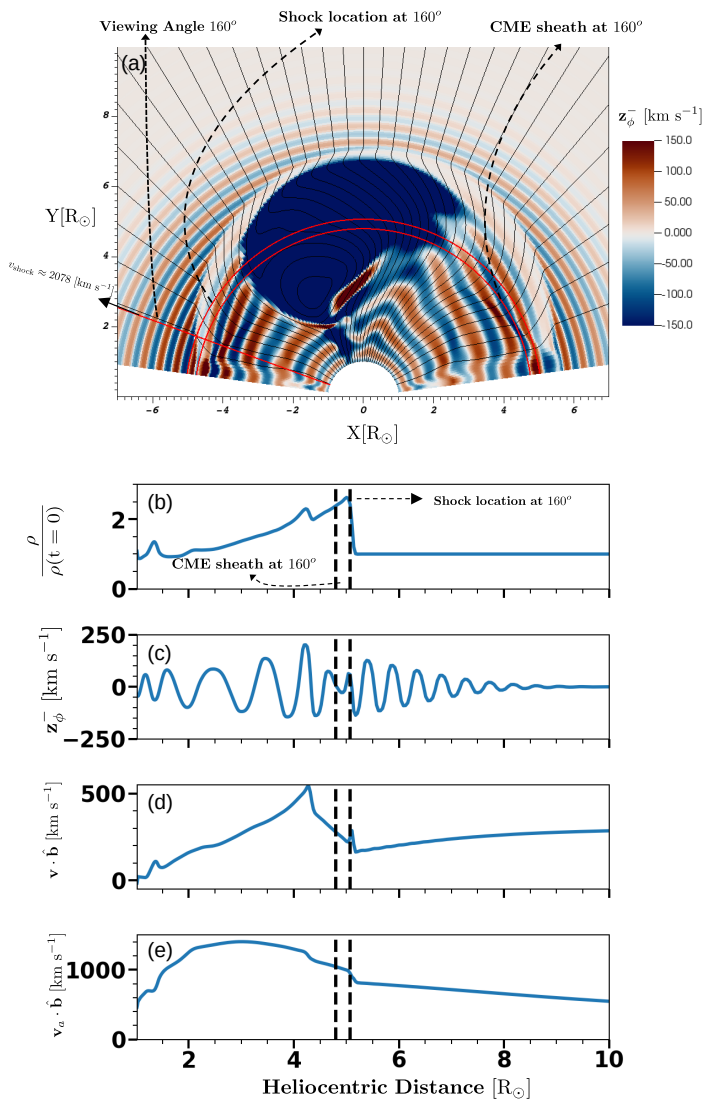 Viewing Angle 160°
Shock location at 160°
CME sheath at 160°
(a)
z⁻_ϕ [km s⁻¹]
150.0
100.00
50.00
0.000
-50.00
-100.00
-150.0
8
6
4
2
Y[R⊙]
v_shock ≈ 2078 [km s⁻¹]
-6 -4 -2 0 2 4 6
X[R⊙]
(b)
ρ / ρ(t = 0)
2
0
Shock location at 160°
CME sheath at 160°
(c)
z⁻_ϕ [km s⁻¹]
250
0
−250
(d)
v · b̂ [km s⁻¹]
500
0
(e)
v_a · b̂ [km s⁻¹]
1000
0
2 4 6 8 10
Heliocentric Distance [R⊙]